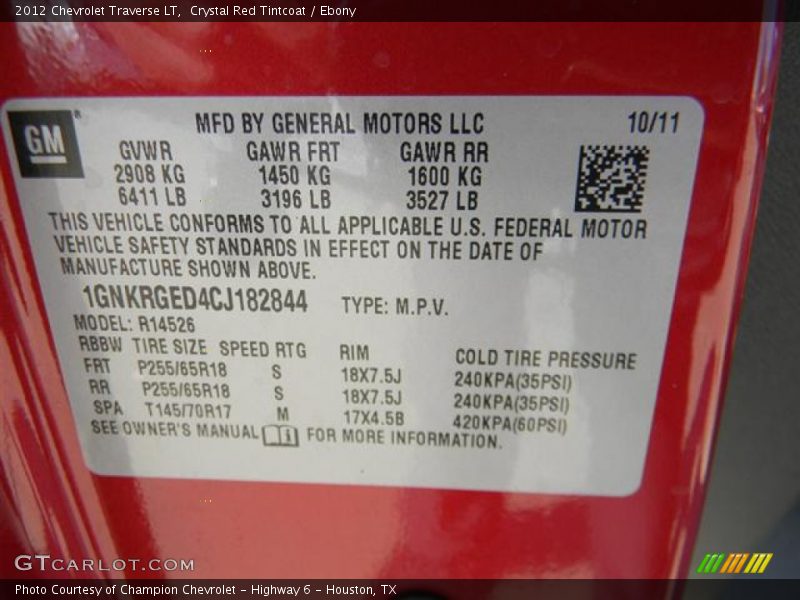 2012 Chevrolet Traverse LT, Crystal Red Tintcoat / Ebony
GM
MFD BY GENERAL MOTORS LLC 10/11
GVWR GAWR FRT GAWR RR
2908 KG 1450 KG 1600 KG
6411 LB 3196 LB 3527 LB
THIS VEHICLE CONFORMS TO ALL APPLICABLE U.S. FEDERAL MOTOR
VEHICLE SAFETY STANDARDS IN EFFECT ON THE DATE OF
MANUFACTURE SHOWN ABOVE.
1GNKRGED4CJ182844 TYPE: M.P.V.
MODEL: R14526
RBBW TIRE SIZE SPEED RTG RIM COLD TIRE PRESSURE
FRT P255/65R18 S 18X7.5J 240KPA(35PSI)
RR P255/65R18 S 18X7.5J 240KPA(35PSI)
SPA T145/70R17 M 17X4.5B 420KPA(60PSI)
SEE OWNER'S MANUAL FOR MORE INFORMATION.
GTCARLOT.COM
Photo Courtesy of Champion Chevrolet - Highway 6 - Houston, TX